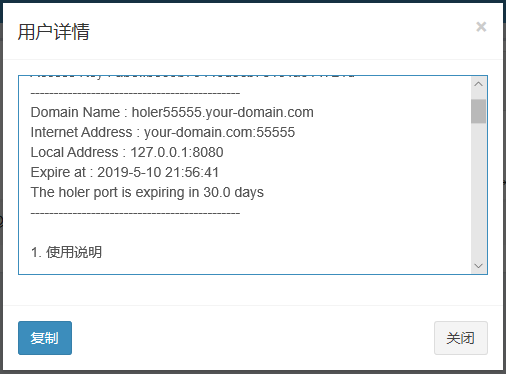 用户详情
×
---------------------------------------------
Domain Name : holer55555.your-domain.com
Internet Address : your-domain.com:55555
Local Address : 127.0.0.1:8080
Expire at : 2019-5-10 21:56:41
The holer port is expiring in 30.0 days
---------------------------------------------
1. 使用说明
复制
关闭